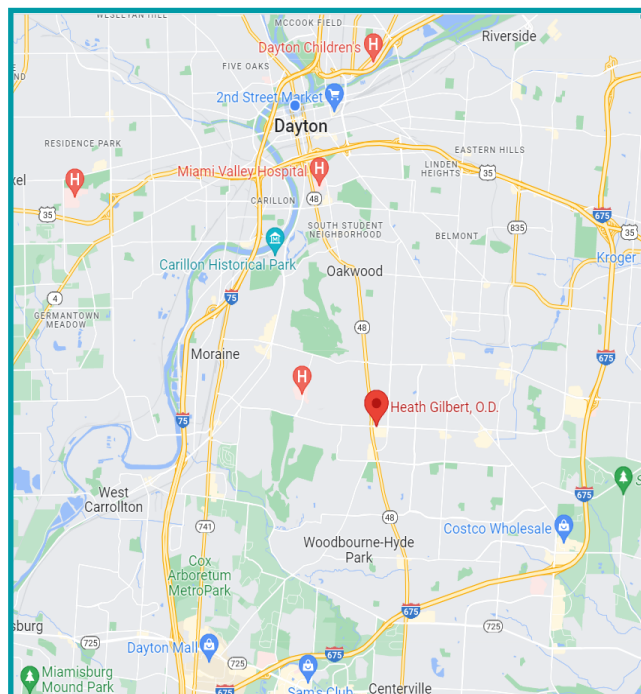 WESLEYAN HILL
MCCOOK FIELD
Riverside
Dayton Children's
H
FIVE OAKS
2nd Street Market
Dayton
RESIDENCE PARK
EASTERN HILLS
LINDEN
HEIGHTS
35
Miami Valley Hospital
H
H
48
CARILLON
35
675
835
35
SOUTH STUDENT
NEIGHBORHOOD
BELMONT
Kroger
Carillon Historical Park
Oakwood
4
75
GERMANTOWN
MEADOW
48
Moraine
675
H
Heath Gilbert, O.D.
75
West
Carrollton
675
48
741
Costco Wholesale
Woodbourne-Hyde
Park
Cox
Arboretum
MetroPark
675
725
725
Dayton Mall
675
725
Miamisburg
Mound Park
Sam's Club
Centerville
675